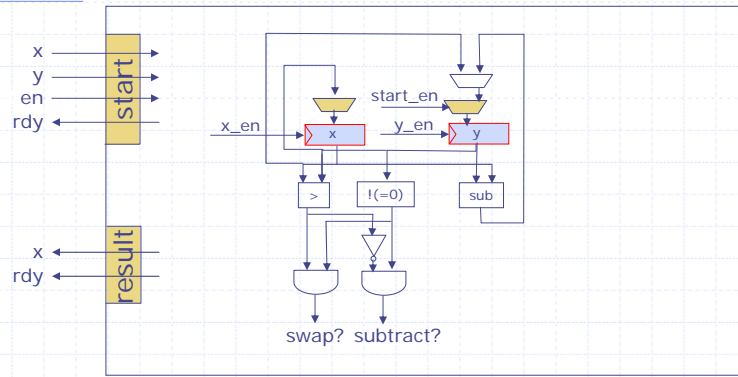 x
y
en
rdy
start
start_en
x_en
y_en
x
y
>
!(=0)
sub
x
rdy
result
swap? subtract?